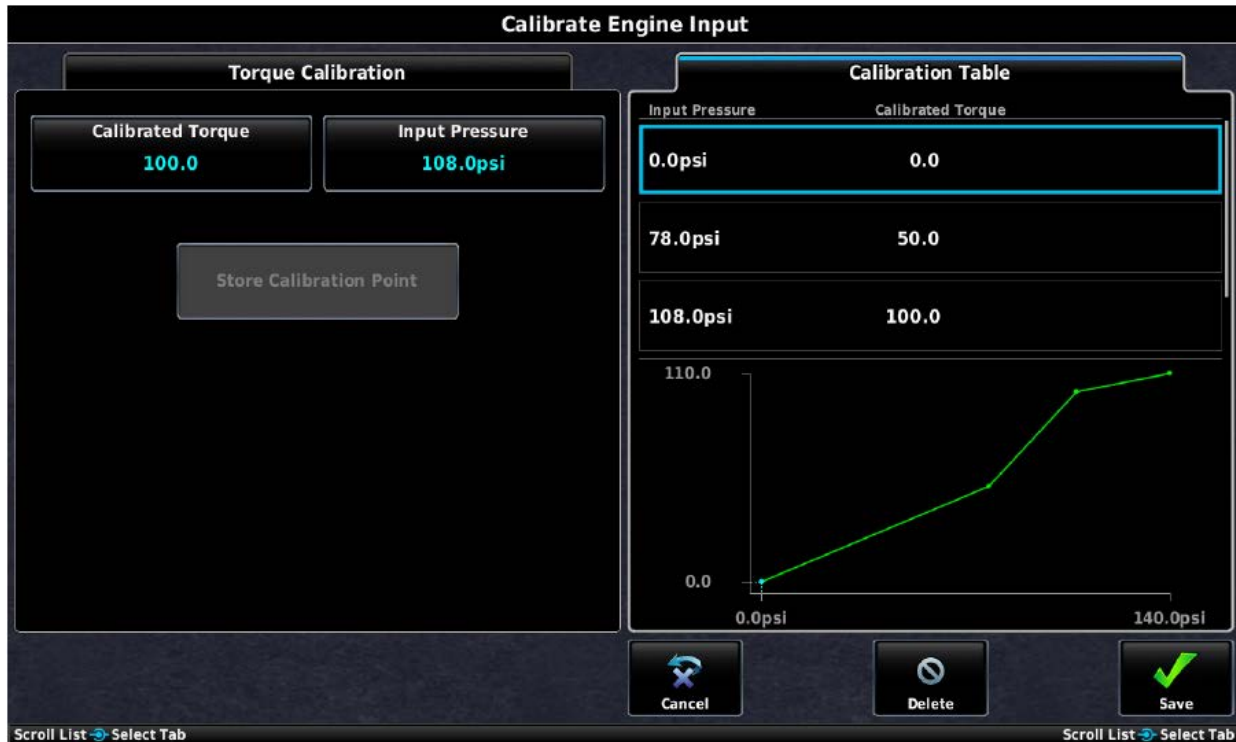 Calibrate Engine Input
Torque Calibration
Calibrated Torque
100.0
Input Pressure
108.0psi
Store Calibration Point
Calibration Table
Input Pressure Calibrated Torque
0.0psi 0.0
78.0psi 50.0
108.0psi 100.0
110.0
0.0
0.0psi 140.0psi
Cancel
Delete
Save
Scroll List Select Tab
Scroll List Select Tab